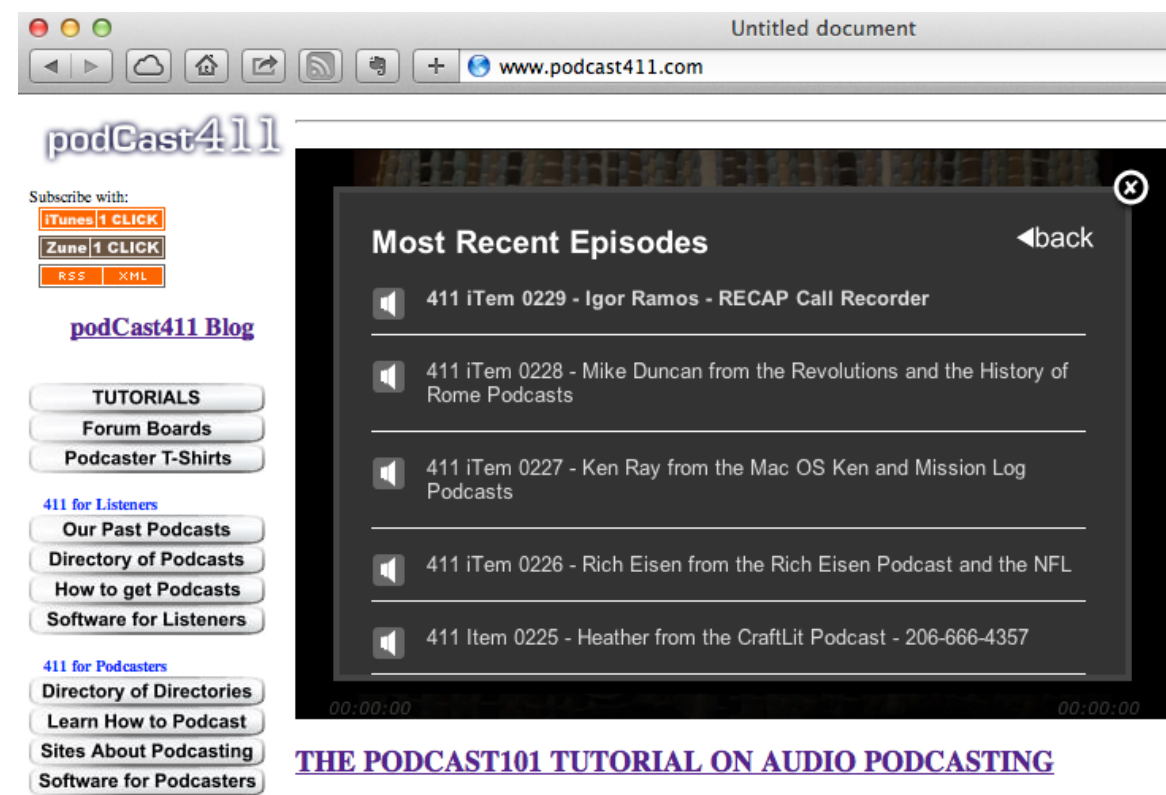 Untitled document
www.podcast411.com
podCast411
Subscribe with:
iTunes 1 CLICK
Zune 1 CLICK
RSS XML
podCast411 Blog
TUTORIALS
Forum Boards
Podcaster T-Shirts
411 for Listeners
Our Past Podcasts
Directory of Podcasts
How to get Podcasts
Software for Listeners
411 for Podcasters
Directory of Directories
Learn How to Podcast
Sites About Podcasting
Software for Podcasters
Most Recent Episodes
back
411 iTem 0229 - Igor Ramos - RECAP Call Recorder
411 iTem 0228 - Mike Duncan from the Revolutions and the History of
Rome Podcasts
411 iTem 0227 - Ken Ray from the Mac OS Ken and Mission Log
Podcasts
411 iTem 0226 - Rich Eisen from the Rich Eisen Podcast and the NFL
411 Item 0225 - Heather from the CraftLit Podcast - 206-666-4357
00:00:00 00:00:00
THE PODCAST101 TUTORIAL ON AUDIO PODCASTING